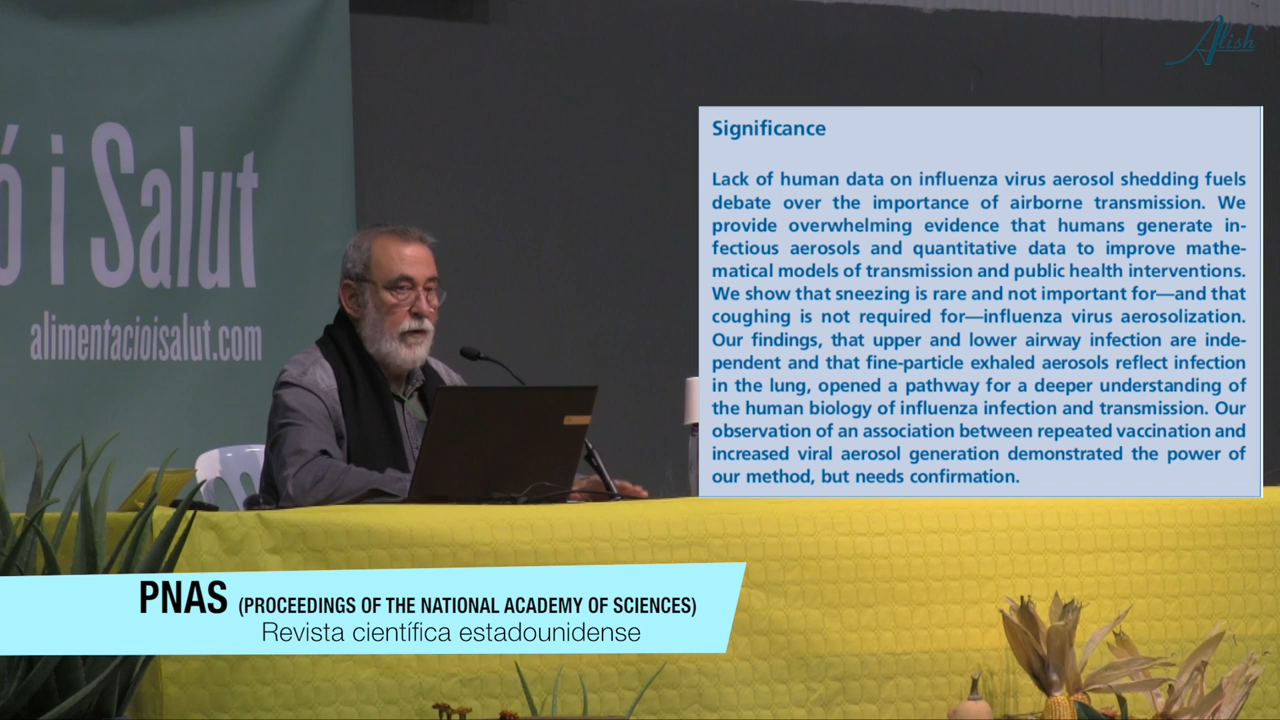 Alish
ó i Salut
alimentacioisalut.com
Significance
Lack of human data on influenza virus aerosol shedding fuels
debate over the importance of airborne transmission. We
provide overwhelming evidence that humans generate in-
fectious aerosols and quantitative data to improve mathe-
matical models of transmission and public health interventions.
We show that sneezing is rare and not important for—and that
coughing is not required for—influenza virus aerosolization.
Our findings, that upper and lower airway infection are inde-
pendent and that fine-particle exhaled aerosols reflect infection
in the lung, opened a pathway for a deeper understanding of
the human biology of influenza infection and transmission. Our
observation of an association between repeated vaccination and
increased viral aerosol generation demonstrated the power of
our method, but needs confirmation.
PNAS (PROCEEDINGS OF THE NATIONAL ACADEMY OF SCIENCES)
Revista científica estadounidense